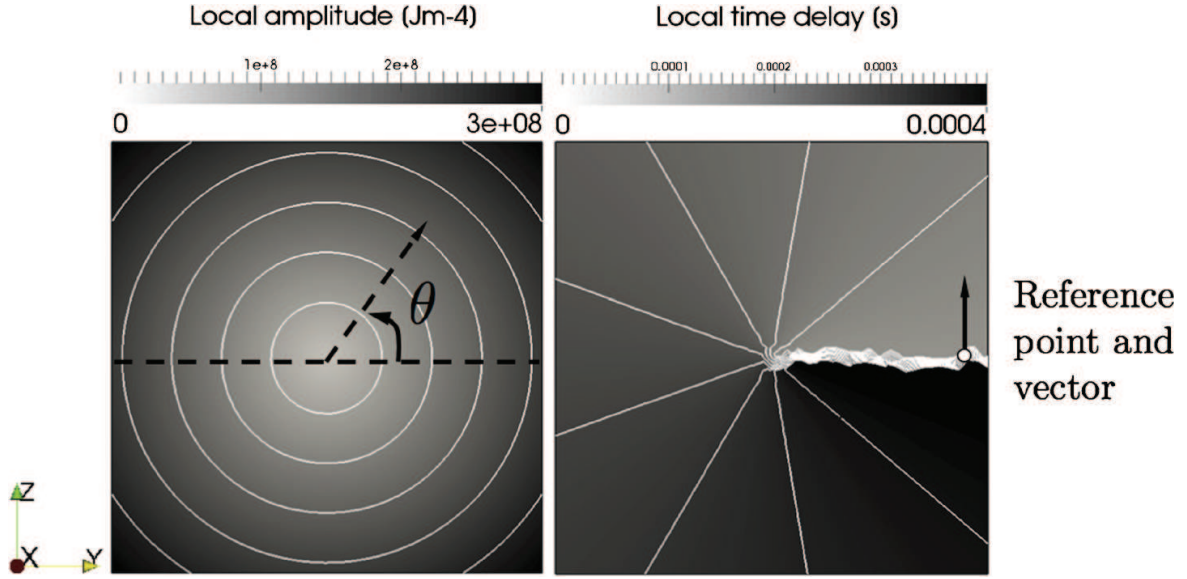 Local amplitude (Jm-4)
1e+8 2e+8
0 3e+08
θ
Local time delay (s)
0.0001 0.0002 0.0003
0 0.0004
Reference
point and
vector
Z
X Y